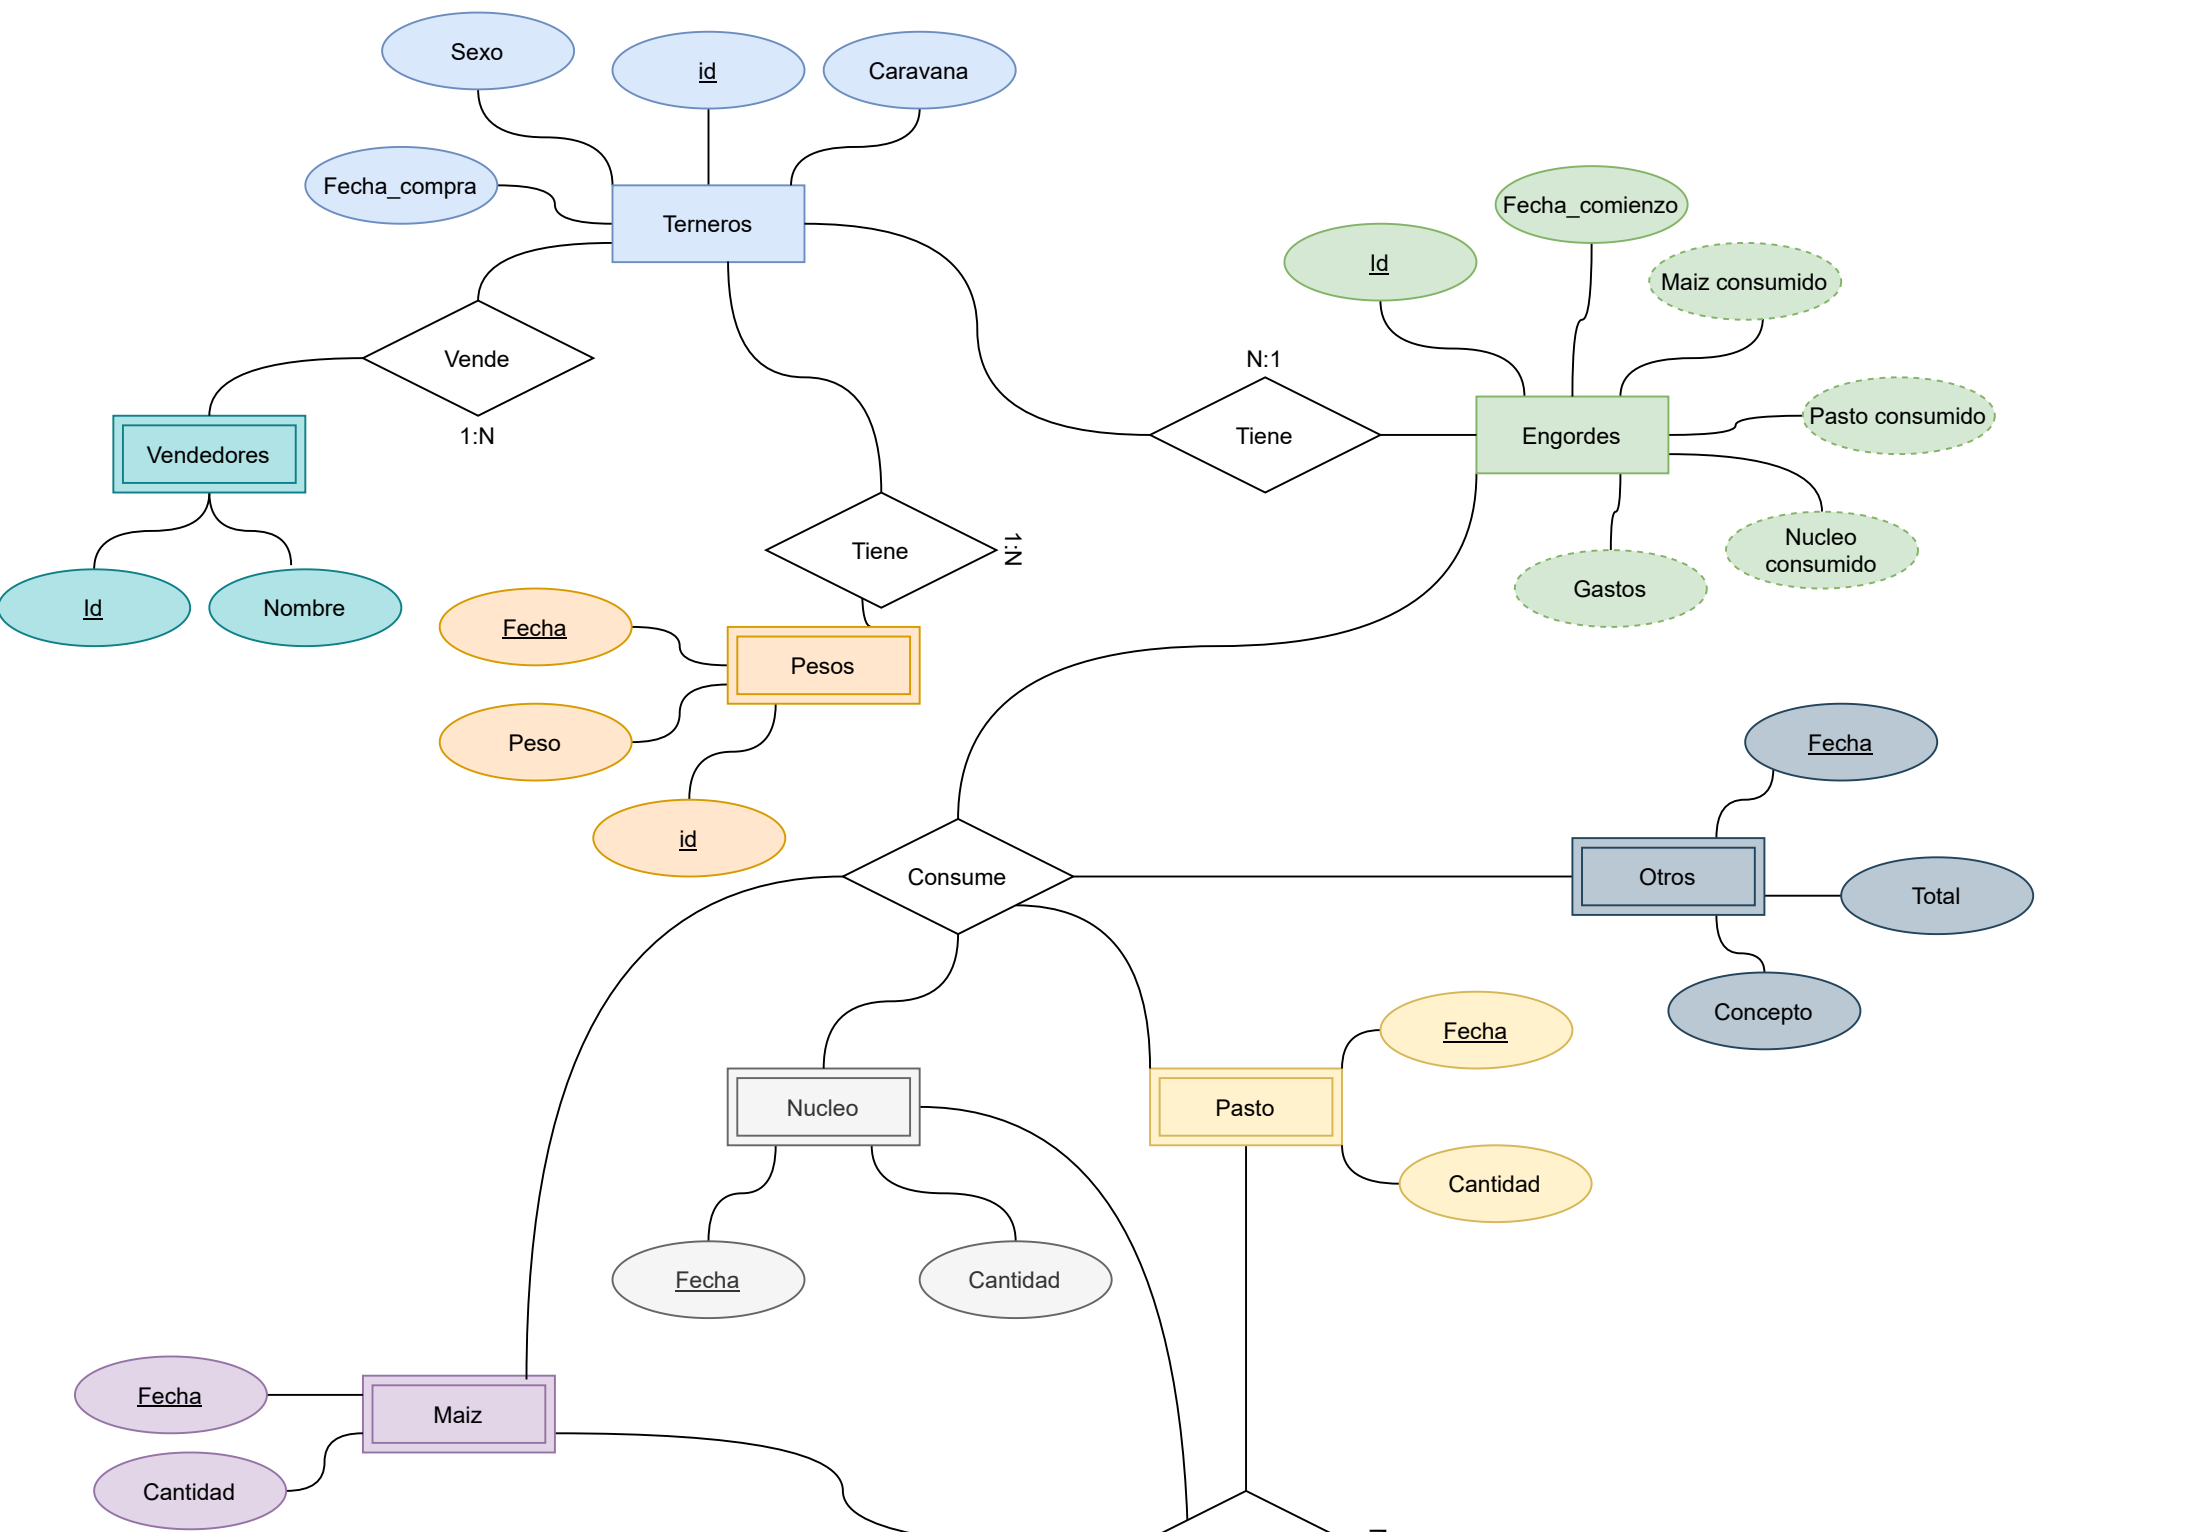 Sexo
id
Caravana
Fecha_compra
Terneros
Fecha_comienzo
Id
Maiz consumido
Vende
N:1
Pasto consumido
1:N
Tiene
Engordes
Vendedores
Nucleo
consumido
Tiene
1:N
Gastos
Id
Nombre
Fecha
Pesos
Peso
Fecha
id
Consume
Otros
Total
Concepto
Fecha
Nucleo
Pasto
Cantidad
Fecha
Cantidad
Fecha
Maiz
Cantidad